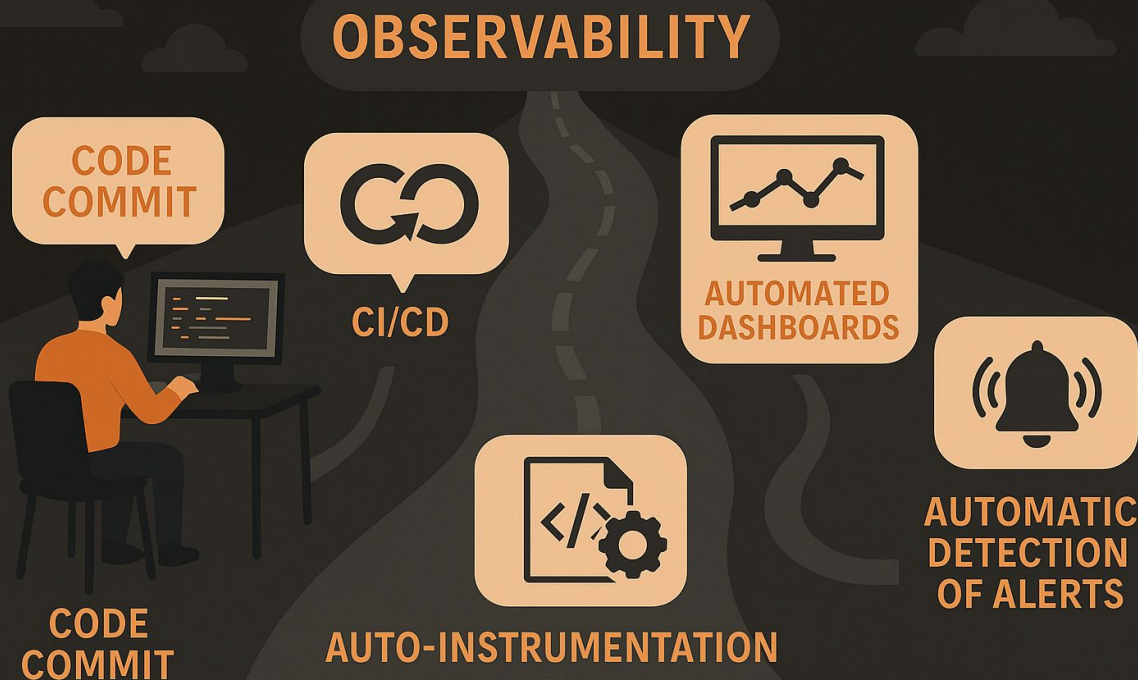 OBSERVABILITY
CODE
COMMIT
CI/CD
AUTOMATED
DASHBOARDS
</>
AUTOMATIC
DETECTION
OF ALERTS
CODE
COMMIT
AUTO-INSTRUMENTATION